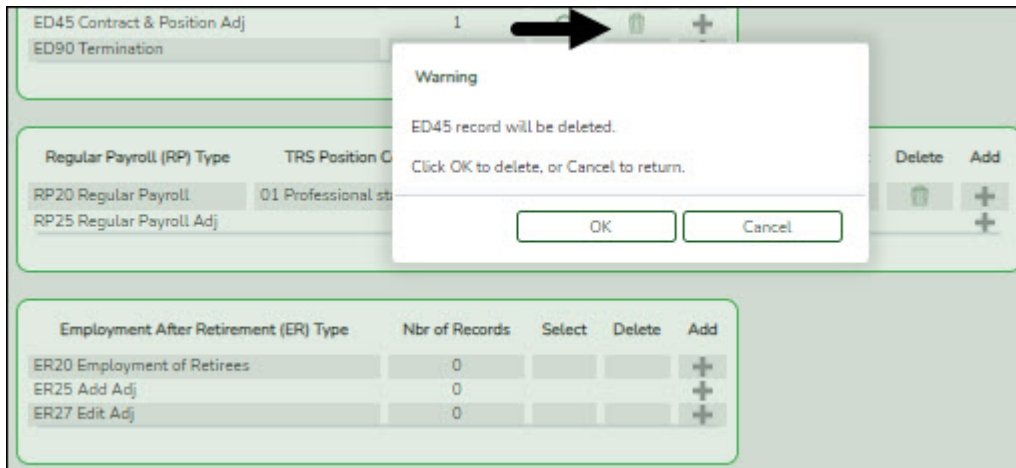 ED45 Contract & Position Adj 1
ED90 Termination
Warning
ED45 record will be deleted.
Click OK to delete, or Cancel to return.
OK Cancel
Regular Payroll (RP) Type TRS Position Delete Add
RP20 Regular Payroll 01 Professional
RP25 Regular Payroll Adj
Employment After Retirement (ER) Type Nbr of Records Select Delete Add
ER20 Employment of Retirees 0
ER25 Add Adj 0
ER27 Edit Adj 0